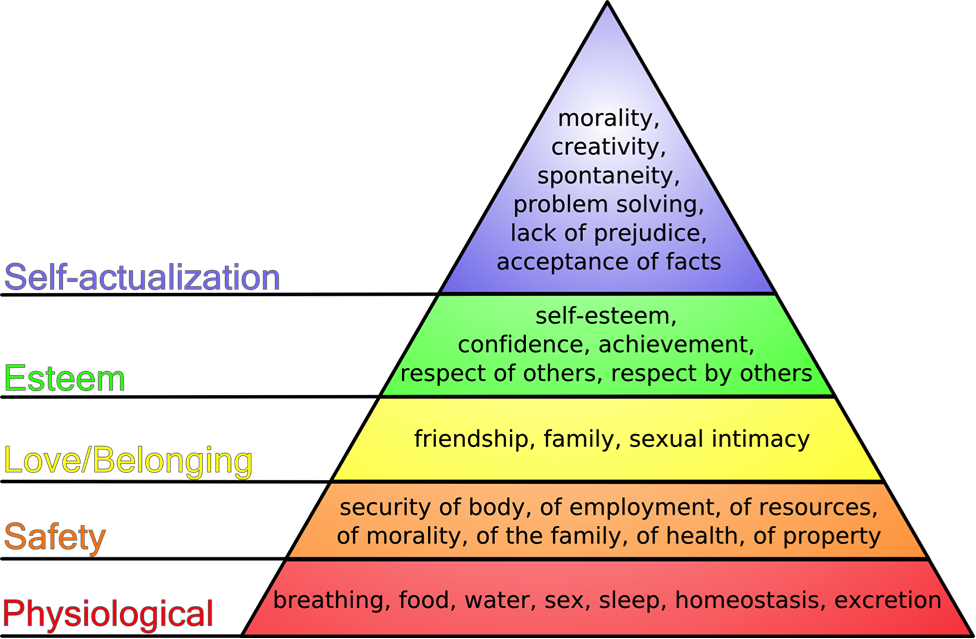 morality,
creativity,
spontaneity,
problem solving,
lack of prejudice,
acceptance of facts
Self-actualization
self-esteem,
confidence, achievement,
respect of others, respect by others
Esteem
friendship, family, sexual intimacy
Love/Belonging
security of body, of employment, of resources,
of morality, of the family, of health, of property
Safety
breathing, food, water, sex, sleep, homeostasis, excretion
Physiological